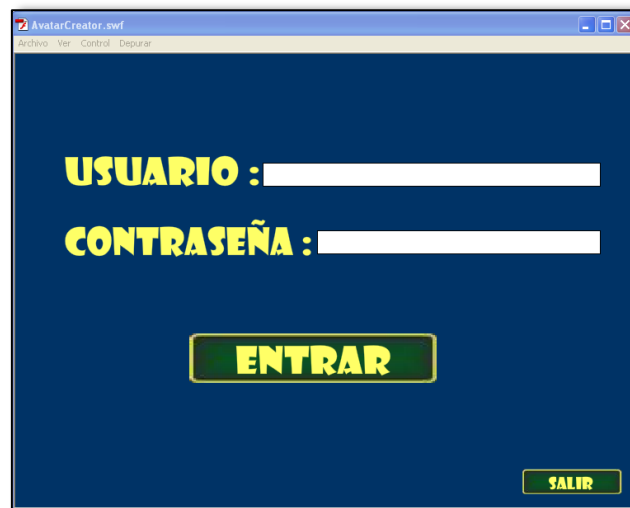 AvatarCreator.swf
Archivo Ver Control Depurar
USUARIO :
CONTRASEÑA :
ENTRAR
SALIR